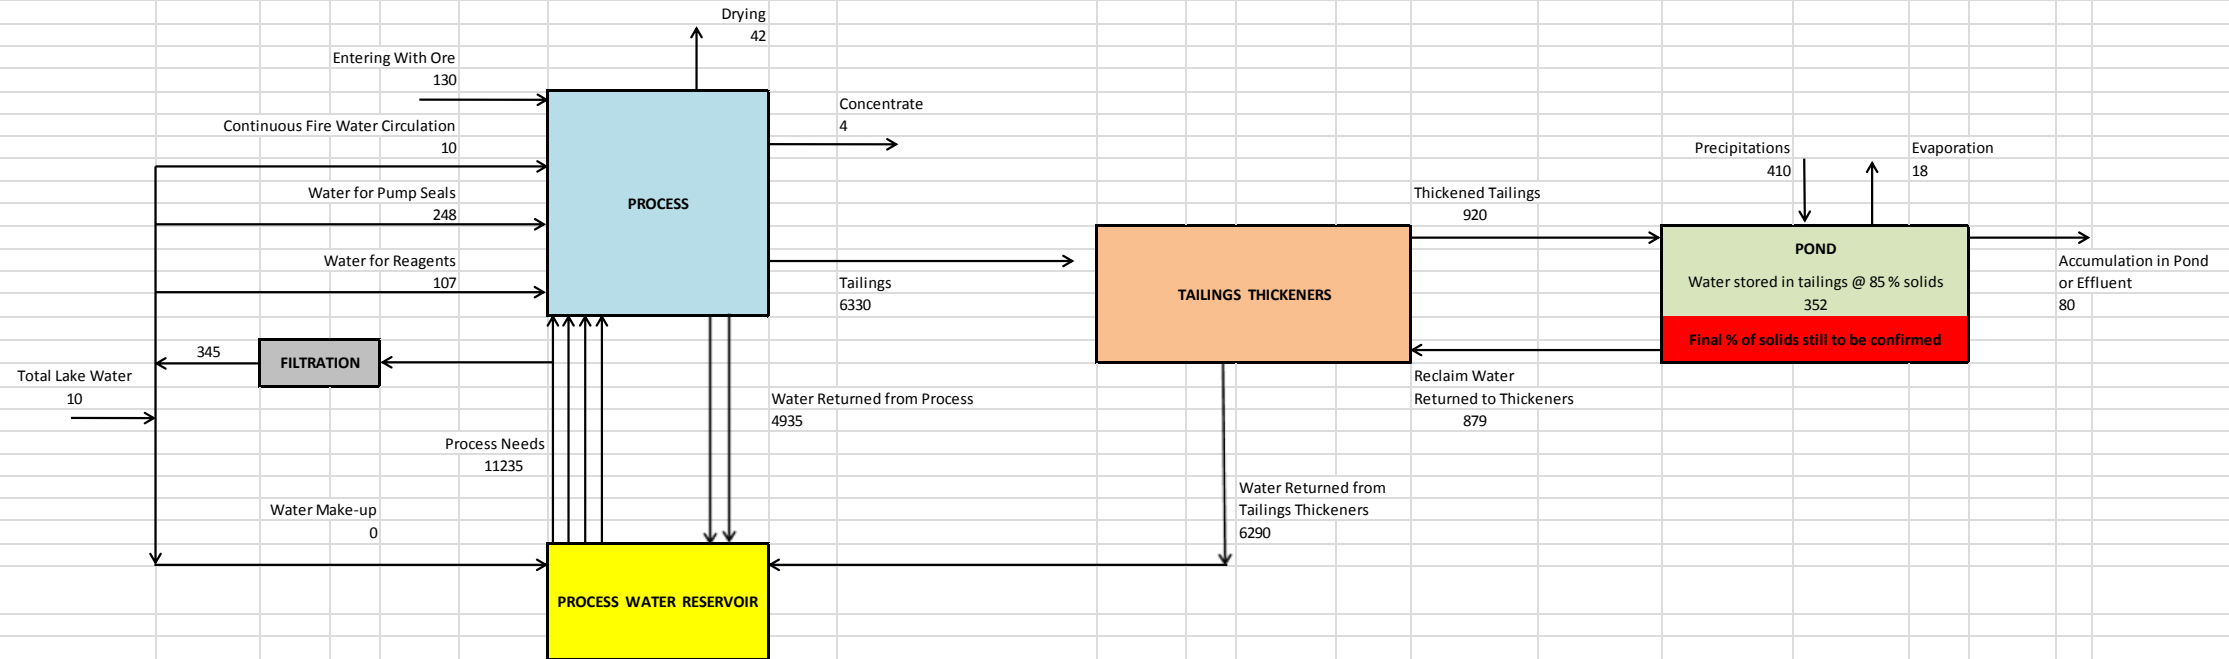 Drying
42
Entering With Ore
130
Concentrate
4
Continuous Fire Water Circulation
10
Precipitations
410
Evaporation
18
Water for Pump Seals
248
PROCESS
Thickened Tailings
920
Water for Reagents
107
Tailings
6330
TAILINGS THICKENERS
POND
Water stored in tailings @ 85 % solids
352
Final % of solids still to be confirmed
Accumulation in Pond
or Effluent
80
345
FILTRATION
Total Lake Water
10
Water Returned from Process
4935
Reclaim Water
Returned to Thickeners
879
Process Needs
11235
Water Make-up
0
Water Returned from
Tailings Thickeners
6290
PROCESS WATER RESERVOIR